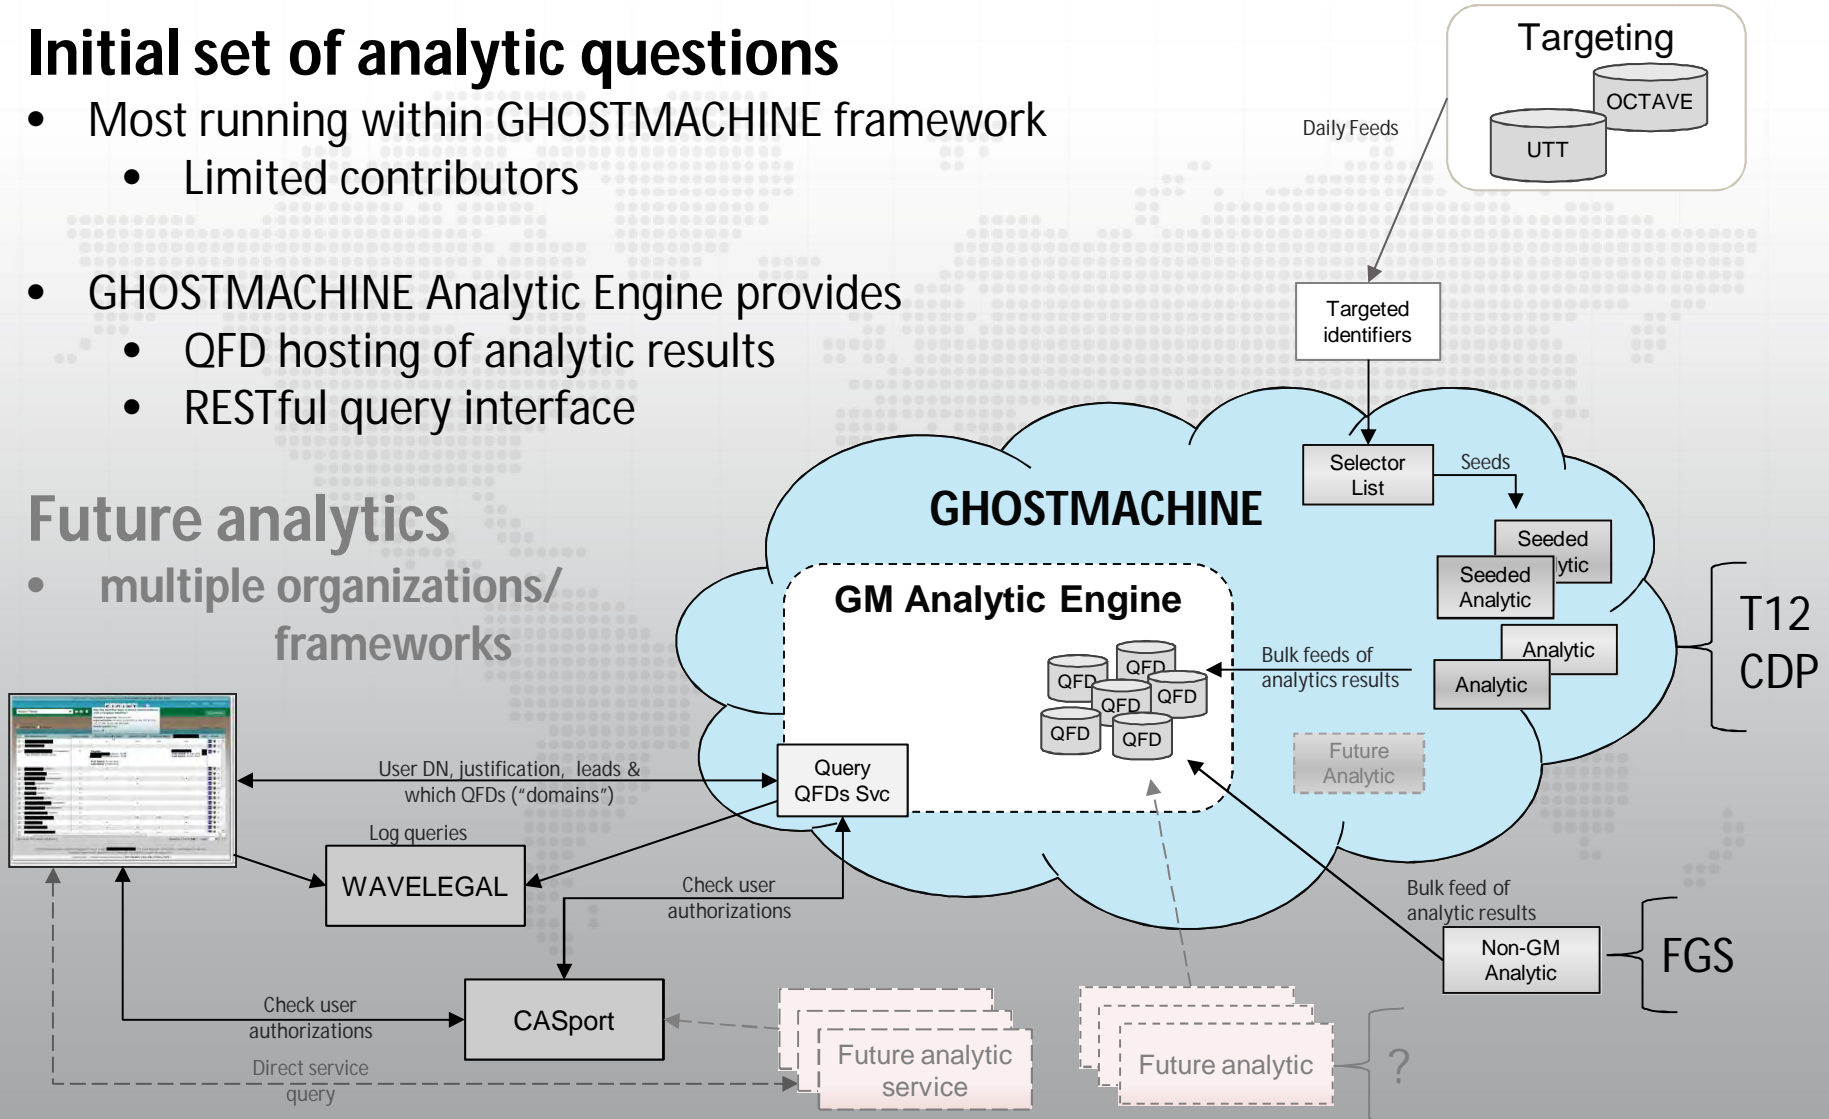 Initial set of analytic questions
• Most running within GHOSTMACHINE framework
• Limited contributors
• GHOSTMACHINE Analytic Engine provides
• QFD hosting of analytic results
• RESTful query interface
Future analytics
• multiple organizations/
frameworks
Targeting
OCTAVE
UTT
Daily Feeds
Targeted
identifiers
Selector
List
Seeds
GHOSTMACHINE
Seeded
lytic
Seeded
Analytic
GM Analytic Engine
T12
CDP
Analytic
Analytic
Bulk feeds of
analytics results
QFD
QFD
QFD
QFD
QFD
QFD
Future
Analytic
Query
QFDs Svc
User DN, justification, leads &
which QFDs (“domains”)
Log queries
WAVELEGAL
Check user
authorizations
Bulk feed of
analytic results
Non-GM
Analytic
FGS
CASport
Check user
authorizations
Direct service
query
Future analytic
service
Future analytic
?